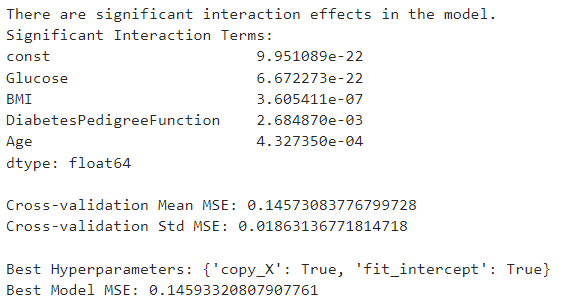 There are significant interaction effects in the model.
Significant Interaction Terms:
const 9.951089e-22
Glucose 6.672273e-22
BMI 3.605411e-07
DiabetesPedigreeFunction 2.684870e-03
Age 4.327350e-04
dtype: float64
Cross-validation Mean MSE: 0.14573083776799728
Cross-validation Std MSE: 0.01863136771814718
Best Hyperparameters: {'copy_X': True, 'fit_intercept': True}
Best Model MSE: 0.14593320807907761